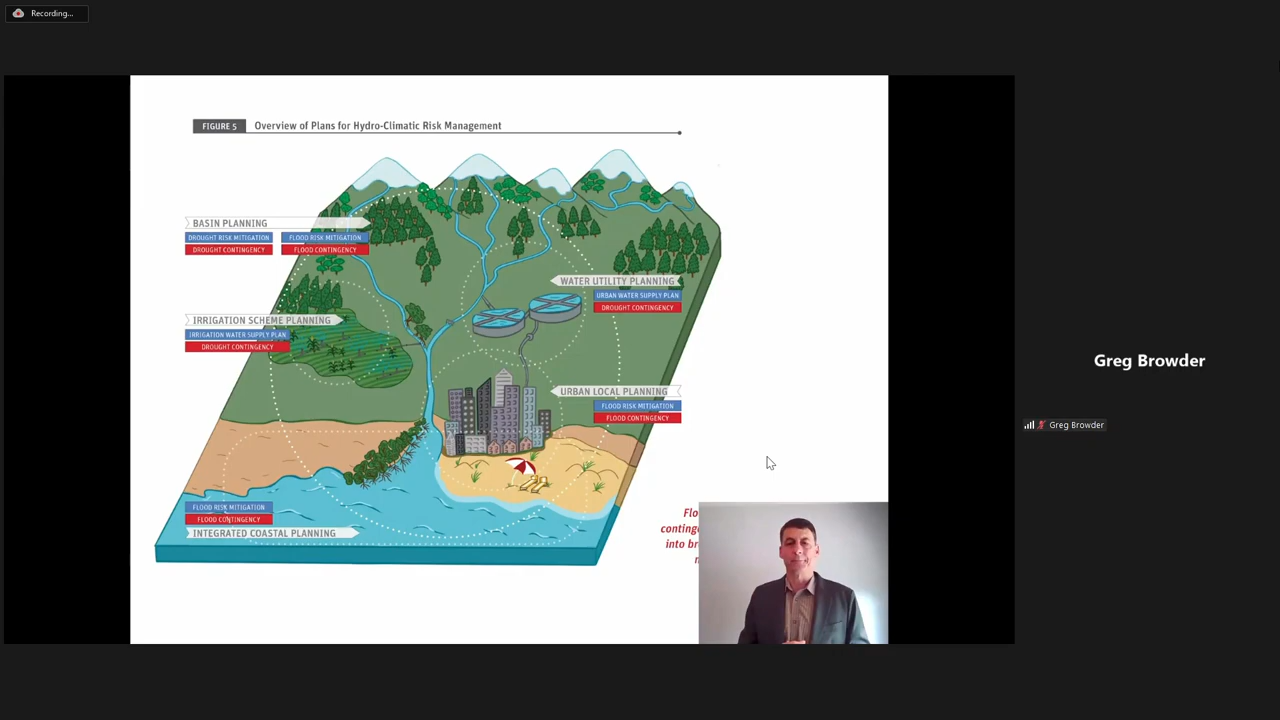 Recording...
FIGURE 5 Overview of Plans for Hydro-Climatic Risk Management
BASIN PLANNING
DROUGHT RISK MITIGATION FLOOD RISK MITIGATION
DROUGHT CONTINGENCY FLOOD CONTINGENCY
WATER UTILITY PLANNING
URBAN WATER SUPPLY PLAN
DROUGHT CONTINGENCY
IRRIGATION SCHEME PLANNING
IRRIGATION WATER SUPPLY PLAN
DROUGHT CONTINGENCY
URBAN LOCAL PLANNING
FLOOD RISK MITIGATION
FLOOD CONTINGENCY
FLOOD RISK MITIGATION
FLOOD CONTINGENCY
INTEGRATED COASTAL PLANNING
into
Greg Browder
Greg Browder